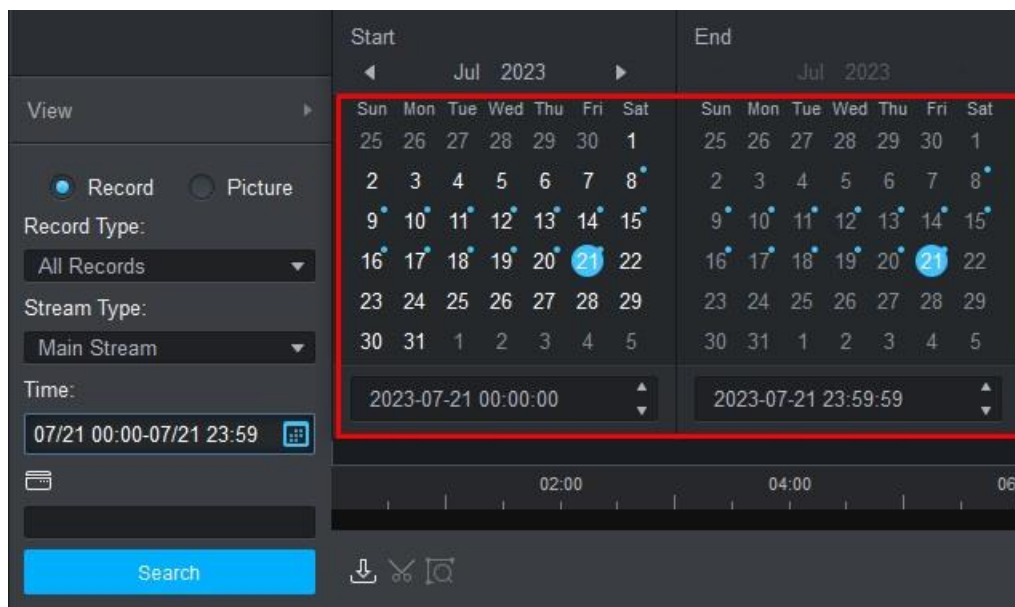 Start
End
Jul 2023
Jul 2023
View
Sun Mon Tue Wed Thu Fri Sat
25 26 27 28 29 30 1
2 3 4 5 6 7 8
9 10 11 12 13 14 15
16 17 18 19 20 21 22
23 24 25 26 27 28 29
30 31 1 2 3 4 5
2023-07-21 00:00:00
Sun Mon Tue Wed Thu Fri Sat
25 26 27 28 29 30 1
2 3 4 5 6 7 8
9 10 11 12 13 14 15
16 17 18 19 20 21 22
23 24 25 26 27 28 29
30 31 1 2 3 4 5
2023-07-21 23:59:59
Record Picture
Record Type:
All Records
Stream Type:
Main Stream
Time:
07/21 00:00-07/21 23:59
Search
02:00 04:00 06